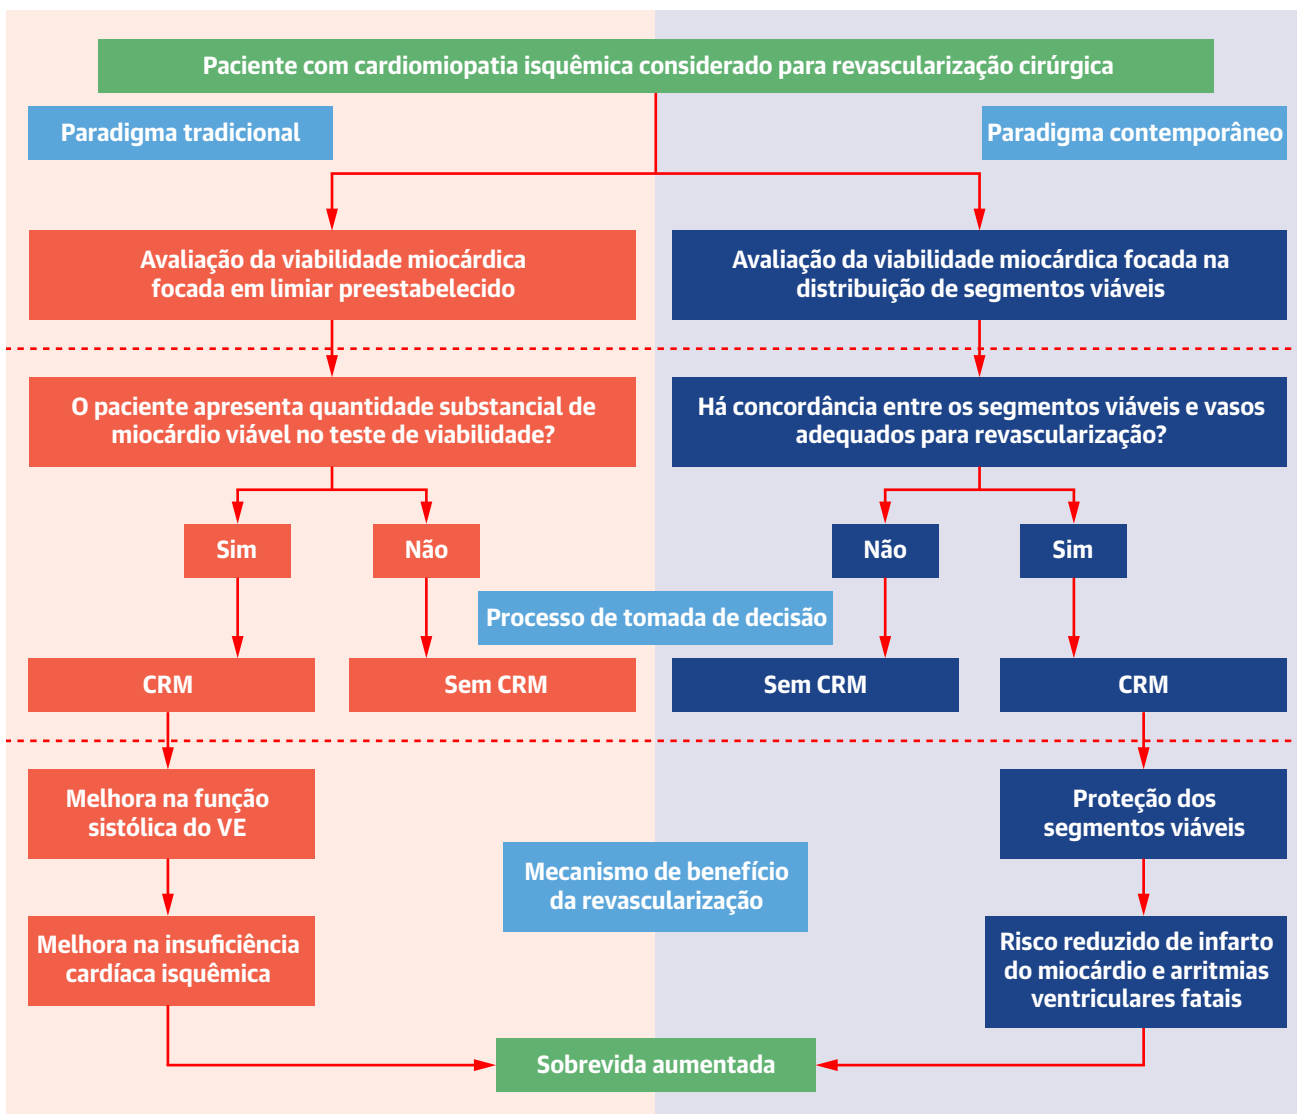 Paciente com cardiomiopatia isquêmica considerado para revascularização cirúrgica
Paradigma tradicional
Paradigma contemporâneo
Avaliação da viabilidade miocárdica
focada em limiar preestabelecido
Avaliação da viabilidade miocárdica focada na
distribuição de segmentos viáveis
O paciente apresenta quantidade substancial de
miocárdio viável no teste de viabilidade?
Há concordância entre os segmentos viáveis e vasos
adequados para revascularização?
Sim
Não
Não
Sim
Processo de tomada de decisão
CRM
Sem CRM
Sem CRM
CRM
Melhora na função
sistólica do VE
Proteção dos
segmentos viáveis
Mecanismo de benefício
da revascularização
Melhora na insuficiência
cardíaca isquêmica
Risco reduzido de infarto
do miocárdio e arritmias
ventriculares fatais
Sobrevida aumentada